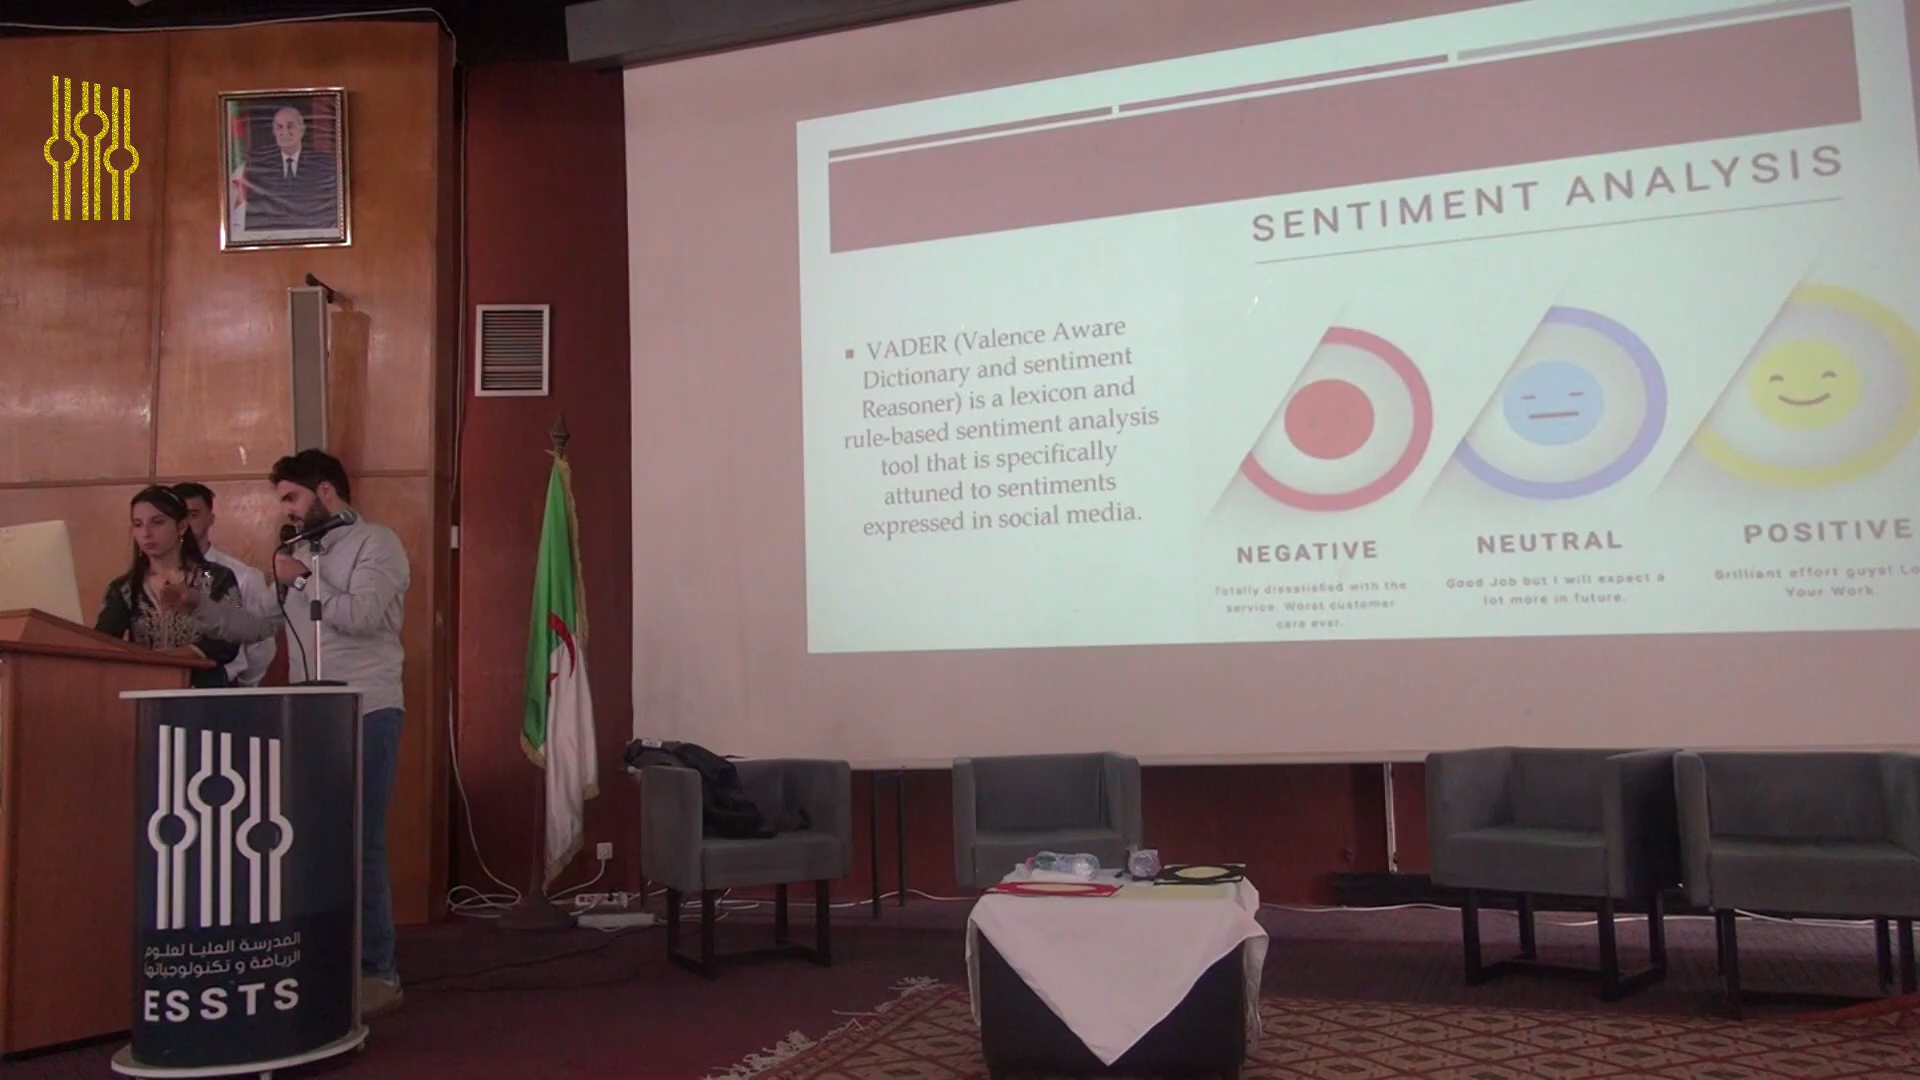 SENTIMENT ANALYSIS
▪ VADER (Valence Aware
Dictionary and sentiment
Reasoner) is a lexicon and
rule-based sentiment analysis
tool that is specifically
attuned to sentiments
expressed in social media.
NEGATIVE
Totally dissatisfied with the
service. Worst customer
care ever.
NEUTRAL
Good Job but I will expect a
lot more in future.
POSITIVE
Brilliant effort guys! Lo
Your Work.
المدرسة العليا لعلوم
الرياضة و تكنولوجياتها
ESSTS